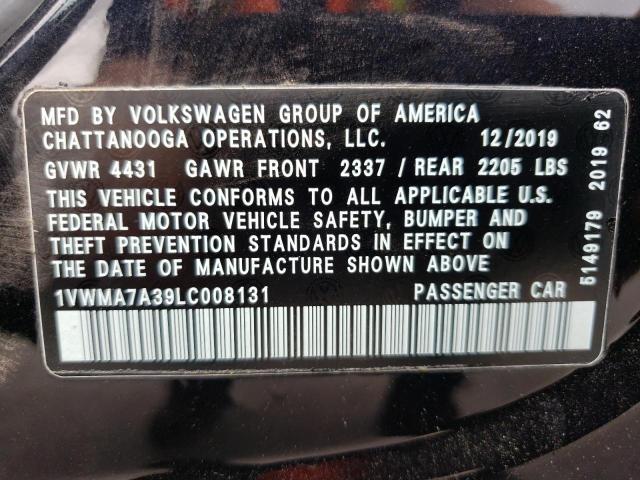 MFD BY VOLKSWAGEN GROUP OF AMERICA
CHATTANOOGA OPERATIONS, LLC. 12/2019
GVWR 4431 GAWR FRONT 2337 / REAR 2205 LBS
THIS VEHICLE CONFORMS TO ALL APPLICABLE U.S.
FEDERAL MOTOR VEHICLE SAFETY, BUMPER AND
THEFT PREVENTION STANDARDS IN EFFECT ON
THE DATE OF MANUFACTURE SHOWN ABOVE
1VWMA7A39LC008131 PASSENGER CAR
5149179 2019 62